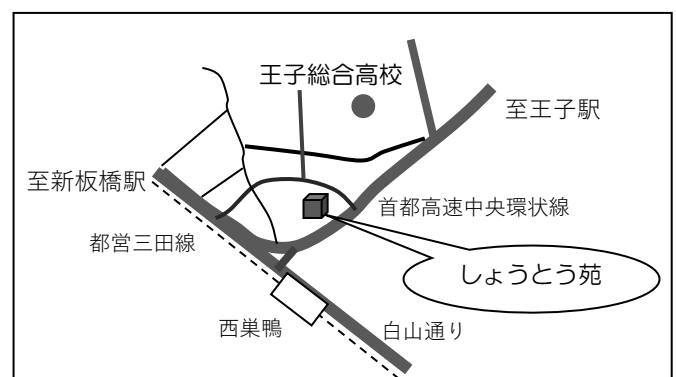 王子総合高校
至王子駅
至新板橋駅
首都高速中央環状線
都営三田線
しょうとう苑
西巣鴨
白山通り